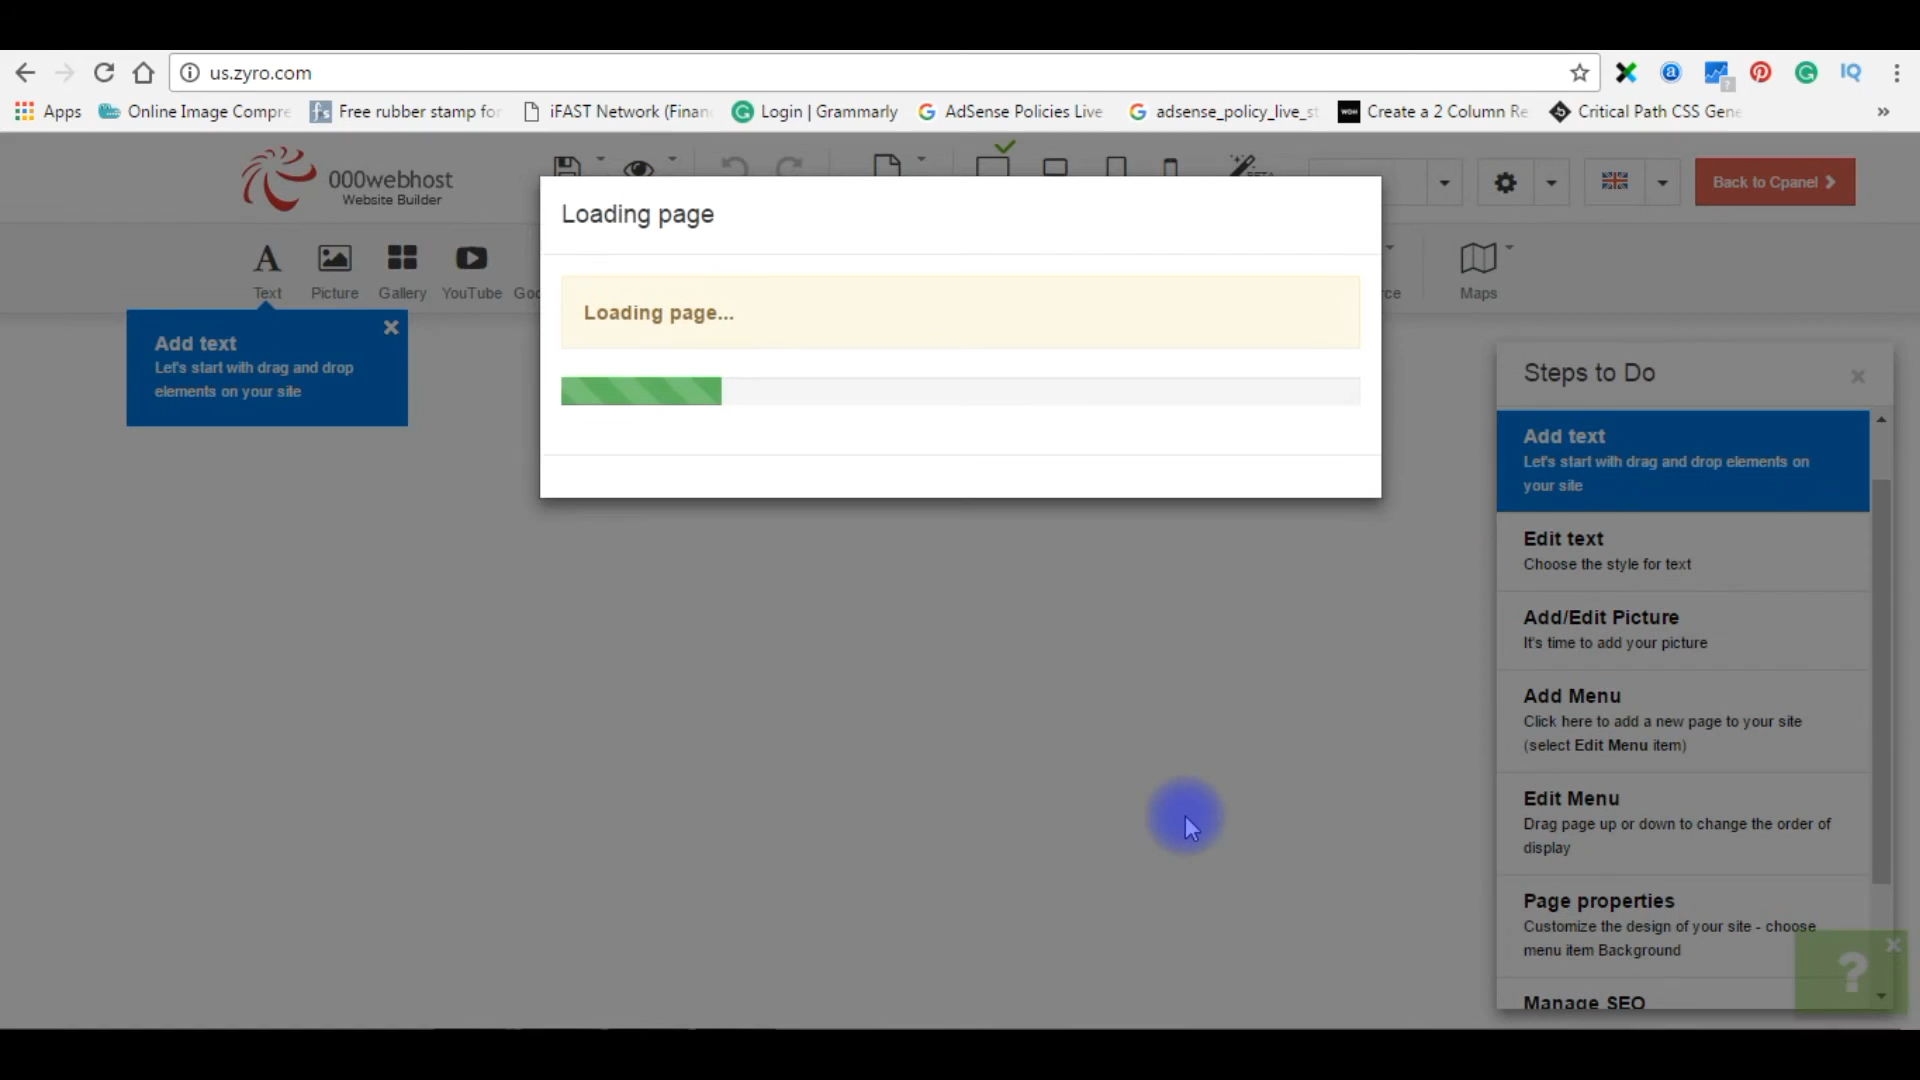 us.zyro.com
Apps
Online Image Compre
Free rubber stamp for
iFAST Network (Finan
Login | Grammarly
AdSense Policies Live
adsense_policy_live_st
Create a 2 Column Re
Critical Path CSS Gene
»
000webhost
Website Builder
BETA
Back to Cpanel
Text
Picture
Gallery
YouTube
Goo
rce
Maps
Loading page
Loading page...
Add text
Let's start with drag and drop
elements on your site
Steps to Do
Add text
Let's start with drag and drop elements on
your site
Edit text
Choose the style for text
Add/Edit Picture
It's time to add your picture
Add Menu
Click here to add a new page to your site
(select Edit Menu item)
Edit Menu
Drag page up or down to change the order of
display
Page properties
Customize the design of your site - choose
menu item Background
Manage SEO
?